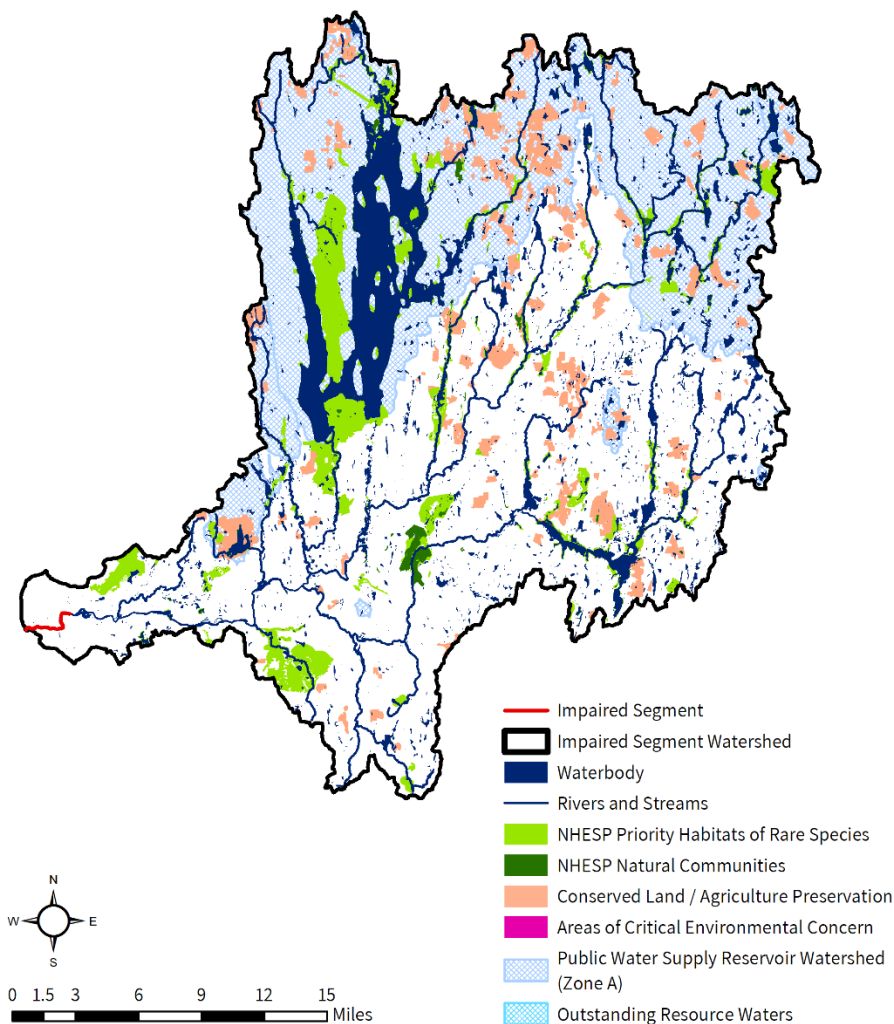 Impaired Segment
Impaired Segment Watershed
Waterbody
Rivers and Streams
NHESP Priority Habitats of Rare Species
NHESP Natural Communities
Conserved Land / Agriculture Preservation
Areas of Critical Environmental Concern
Public Water Supply Reservoir Watershed
(Zone A)
Outstanding Resource Waters
N
W E
S
0 1.5 3 6 9 12 15
Miles